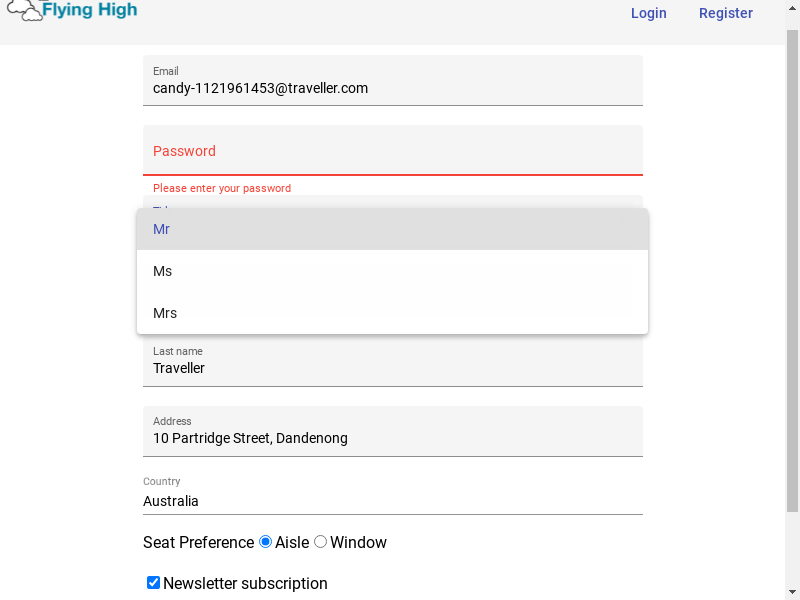 Flying High
Login
Register
Email
candy-1121961453@traveller.com
Password
Please enter your password
Mr
Ms
Mrs
Last name
Traveller
Address
10 Partridge Street, Dandenong
Country
Australia
Seat Preference Aisle Window
Newsletter subscription